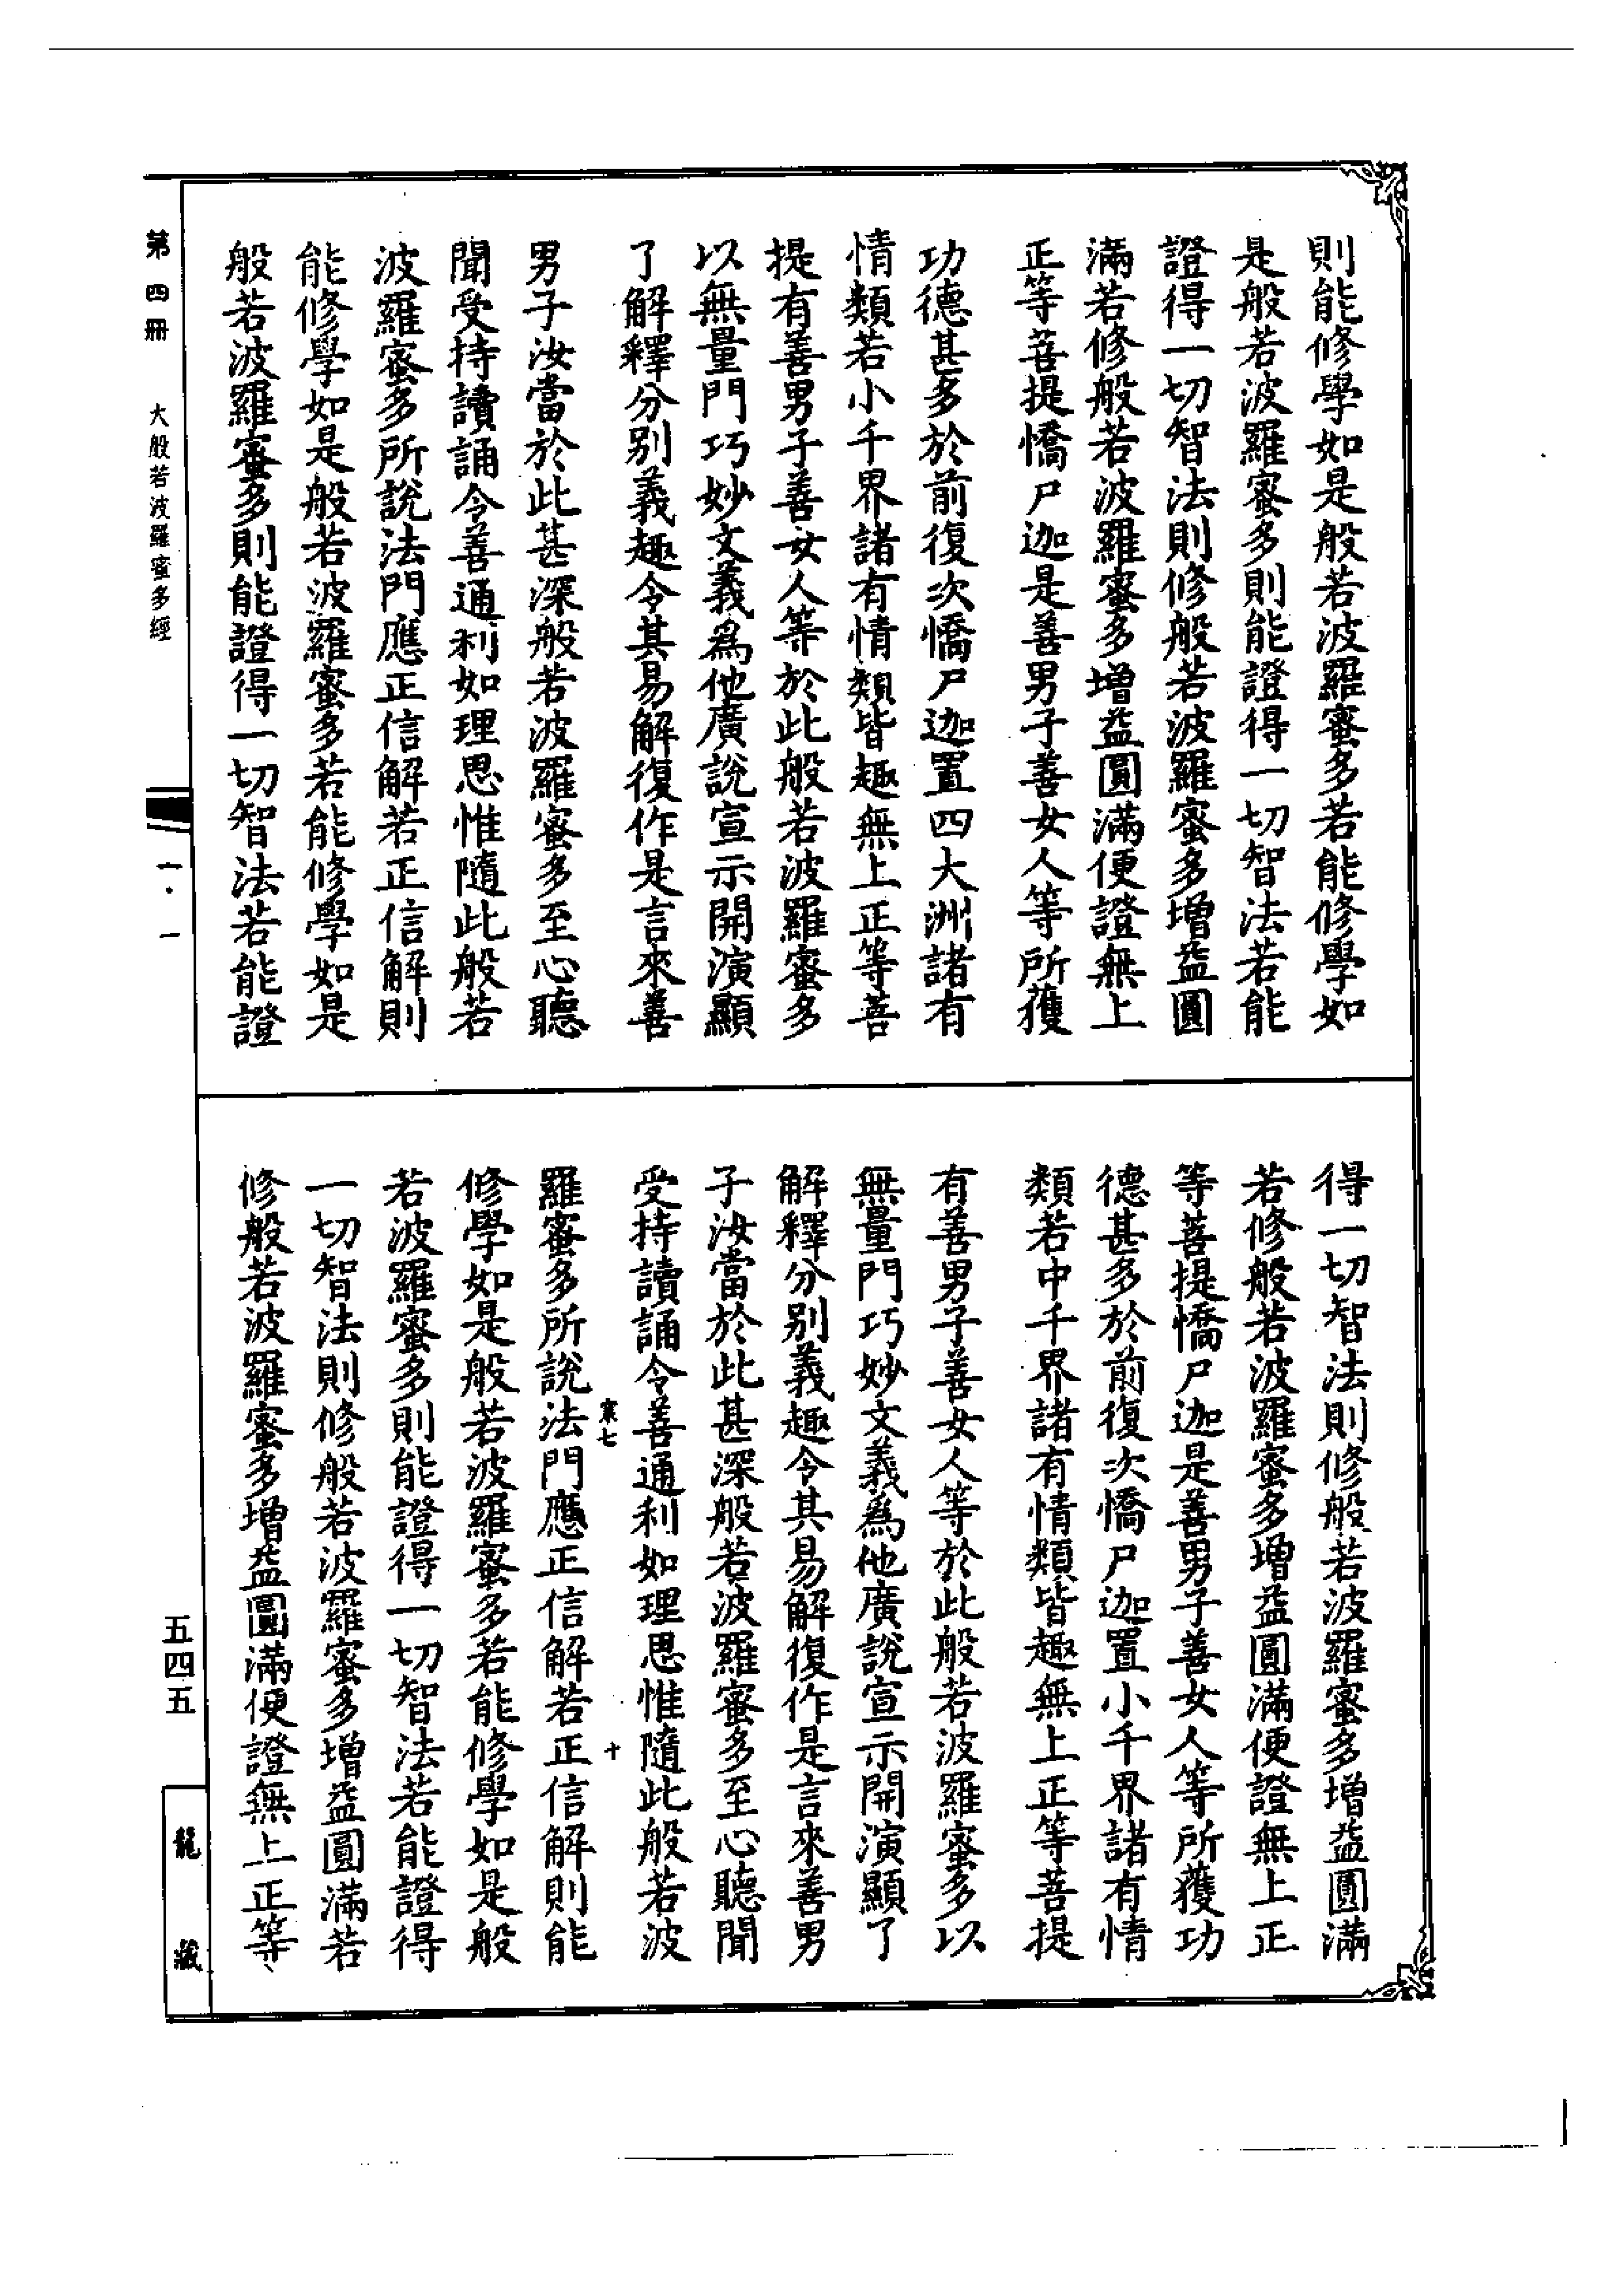 則能修學如是般若波羅蜜多若能修學如
是般若波羅蜜多則能證得一切智法若能
證得一切智法則修般若波羅蜜多增益圓
滿若修般若波羅蜜多增益圓滿便證無上
正等菩提憍尸迦是善男子善女人等所獲
功德甚多於前復次憍尸迦置四大洲諸有
情類若小千界諸有情類皆趣無上正等菩
提有善男子善女人等於此般若波羅蜜多
以無量門巧妙文義為他廣說宣示開演顯
了解釋分别義趣令其易解復作是言來善
男子汝當於此甚深般若波羅蜜多至心聽
聞受持讀誦令善通利如理思惟隨此般若
波羅蜜多所說法門應正信解若正信解則
能修學如是般若波羅蜜多若能修學如是
般若波羅蜜多則能證得一切智法若能證
得一切智法則修般若波羅蜜多增益圓滿
若修般若波羅蜜多增益圓滿便證無上正
等菩提憍尸迦是善男子善女人等所獲功
德甚多於前復次憍尸迦置小千界諸有情
類若中千界諸有情類皆趣無上正等菩提
有善男子善女人等於此般若波羅蜜多以
無量門巧妙文義為他廣說宣示開演顯了
解釋分别義趣令其易解復作是言來善男
子汝當於此甚深般若波羅蜜多至心聽聞
受持讀誦令善通利如理思惟隨此般若波
七 十
羅蜜多所說法門應正信解若正信解則能
修學如是般若波羅蜜多若能修學如是般
若波羅蜜多則能證得一切智法若能證得
一切智法則修般若波羅蜜多增益圓滿若
修般若波羅蜜多增益圓滿便證無上正等
第四冊 大般若波羅蜜多經 一·一
五四五
龍藏